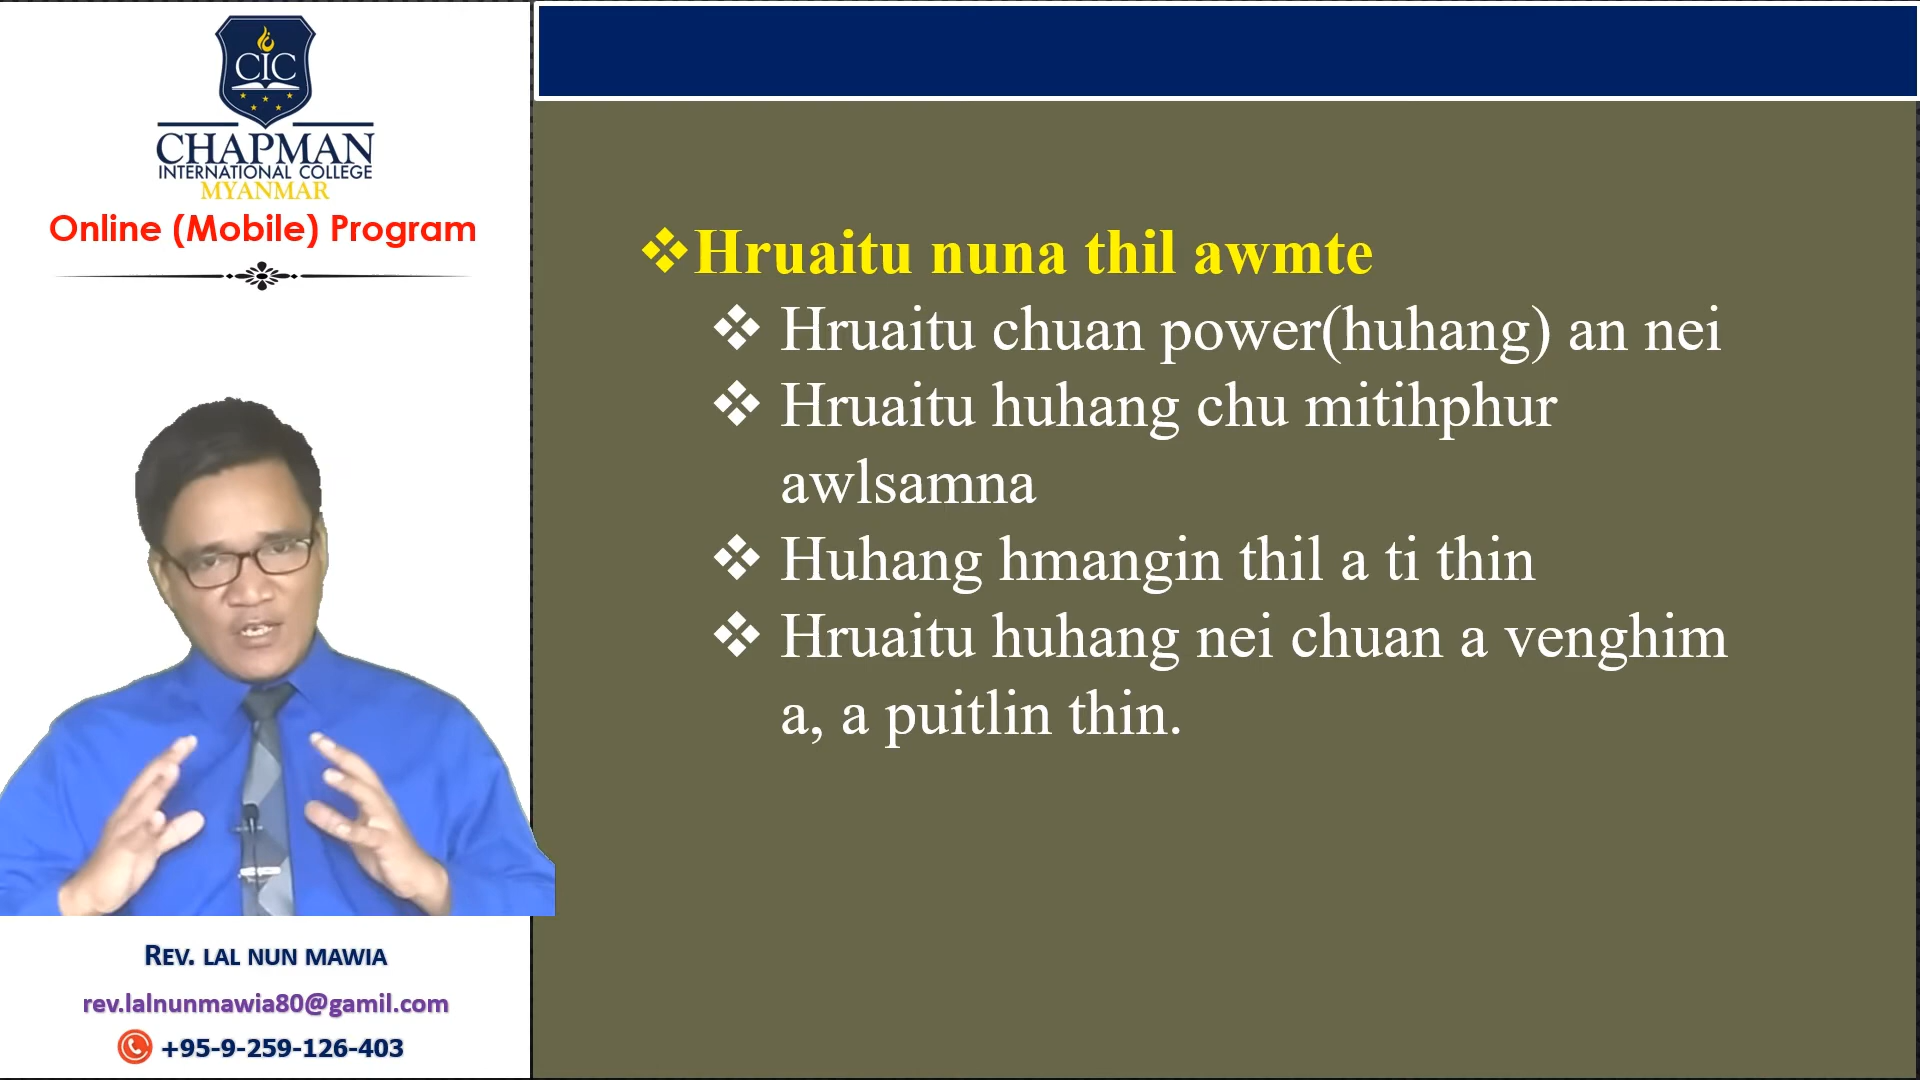 CIC
CHAPMAN
INTERNATIONAL COLLEGE
MYANMAR
Online (Mobile) Program
REV. LAL NUN MAWIA
rev.lalnunmawia80@gamil.com
+95-9-259-126-403
Hruaitu nuna thil awmte
Hruaitu chuan power(huhang) an nei
Hruaitu huhang chu mitihphur
awlsamna
Huhang hmangin thil a ti thin
Hruaitu huhang nei chuan a venghim
a, a puitlin thin.